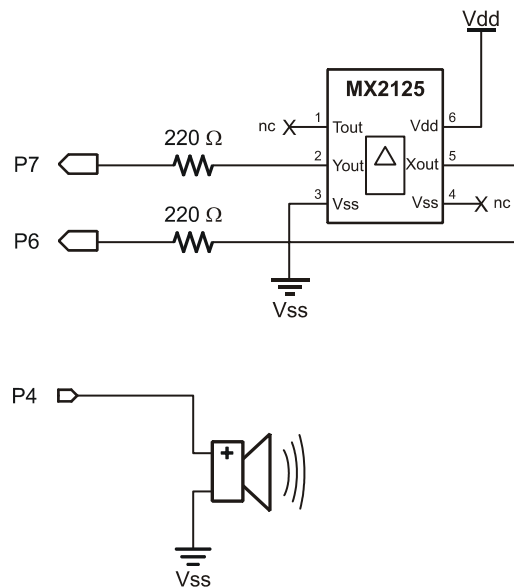 Vdd
MX2125
nc 1 Tout Vdd 6
220 Ω
P7 2 Yout Xout 5
3 Vss Vss 4 nc
220 Ω
P6
Vss
P4
+
Vss